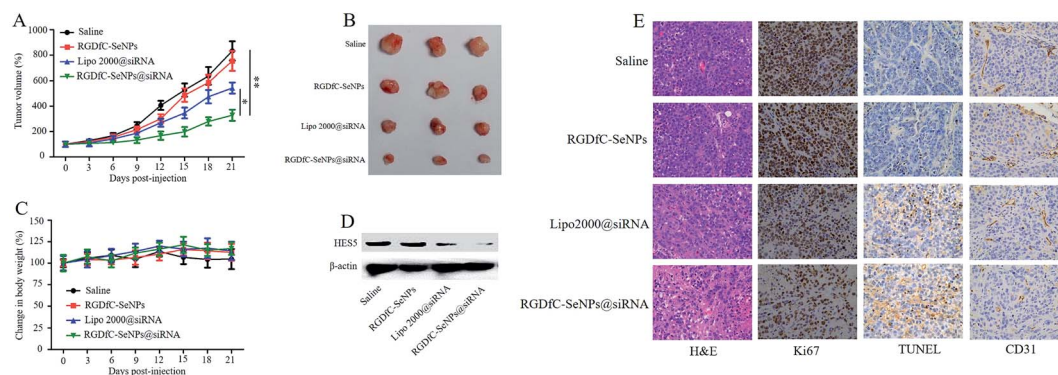 A
Tumor volume (%)
1000
800
600
400
200
0
Saline
RGDfC-SeNPs
Lipo 2000@siRNA
RGDfC-SeNPs@siRNA
*
**
0 3 6 9 12 15 18 21
Days post-injection
B
Saline
RGDfC-SeNPs
Lipo 2000@siRNA
RGDfC-SeNPs@siRNA
C
Change in body weight (%)
150
125
100
75
50
25
0
Saline
RGDfC-SeNPs
Lipo 2000@siRNA
RGDfC-SeNPs@siRNA
0 3 6 9 12 15 18 21
Days post-injection
D
HES5
β-actin
Saline
RGDfC-SeNPs
Lipo 2000@siRNA
RGDfC-SeNPs@siRNA
E
Saline
RGDfC-SeNPs
Lipo2000@siRNA
RGDfC-SeNPs@siRNA
H&E Ki67 TUNEL CD31